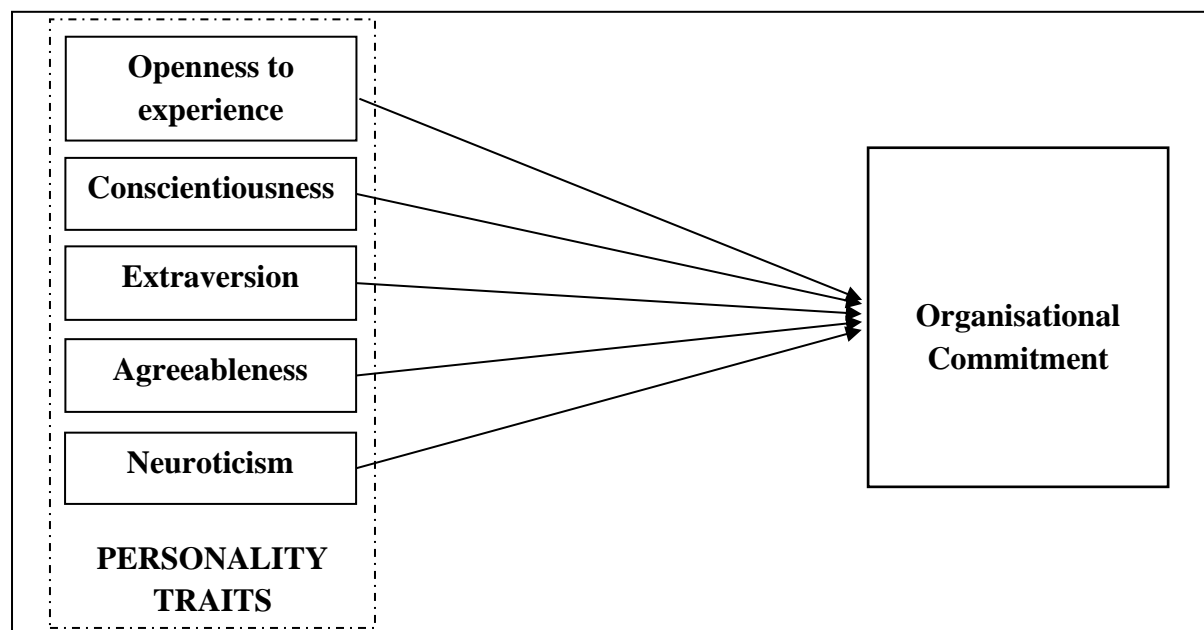 Openness to
experience
Conscientiousness
Extraversion
Agreeableness
Neuroticism
PERSONALITY
TRAITS
Organisational
Commitment